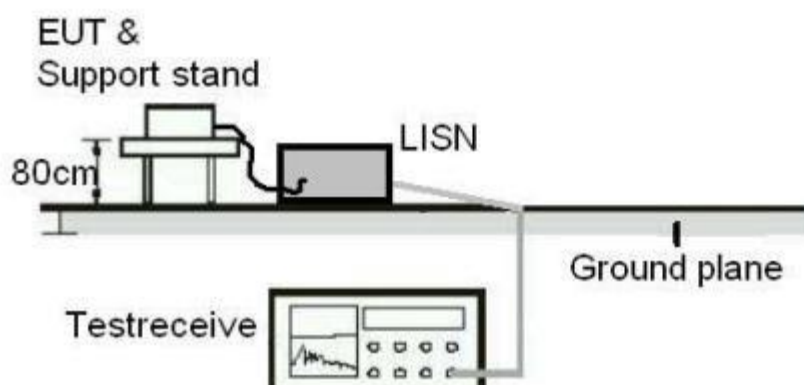 EUT &
Support stand
LISN
80cm
Ground plane
Testreceive